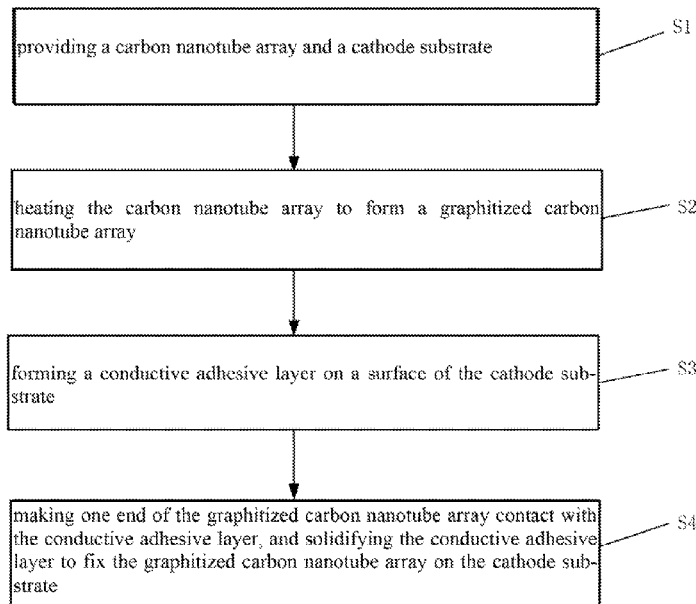 providing a carbon nanotube array and a cathode substrate
S1
heating the carbon nanotube array to form a graphitized carbon
nanotube array
S2
forming a conductive adhesive layer on a surface of the cathode sub-
strate
S3
making one end of the graphitized carbon nanotube array contact with
the conductive adhesive layer, and solidifying the conductive adhesive
layer to fix the graphitized carbon nanotube array on the cathode sub-
strate
S4